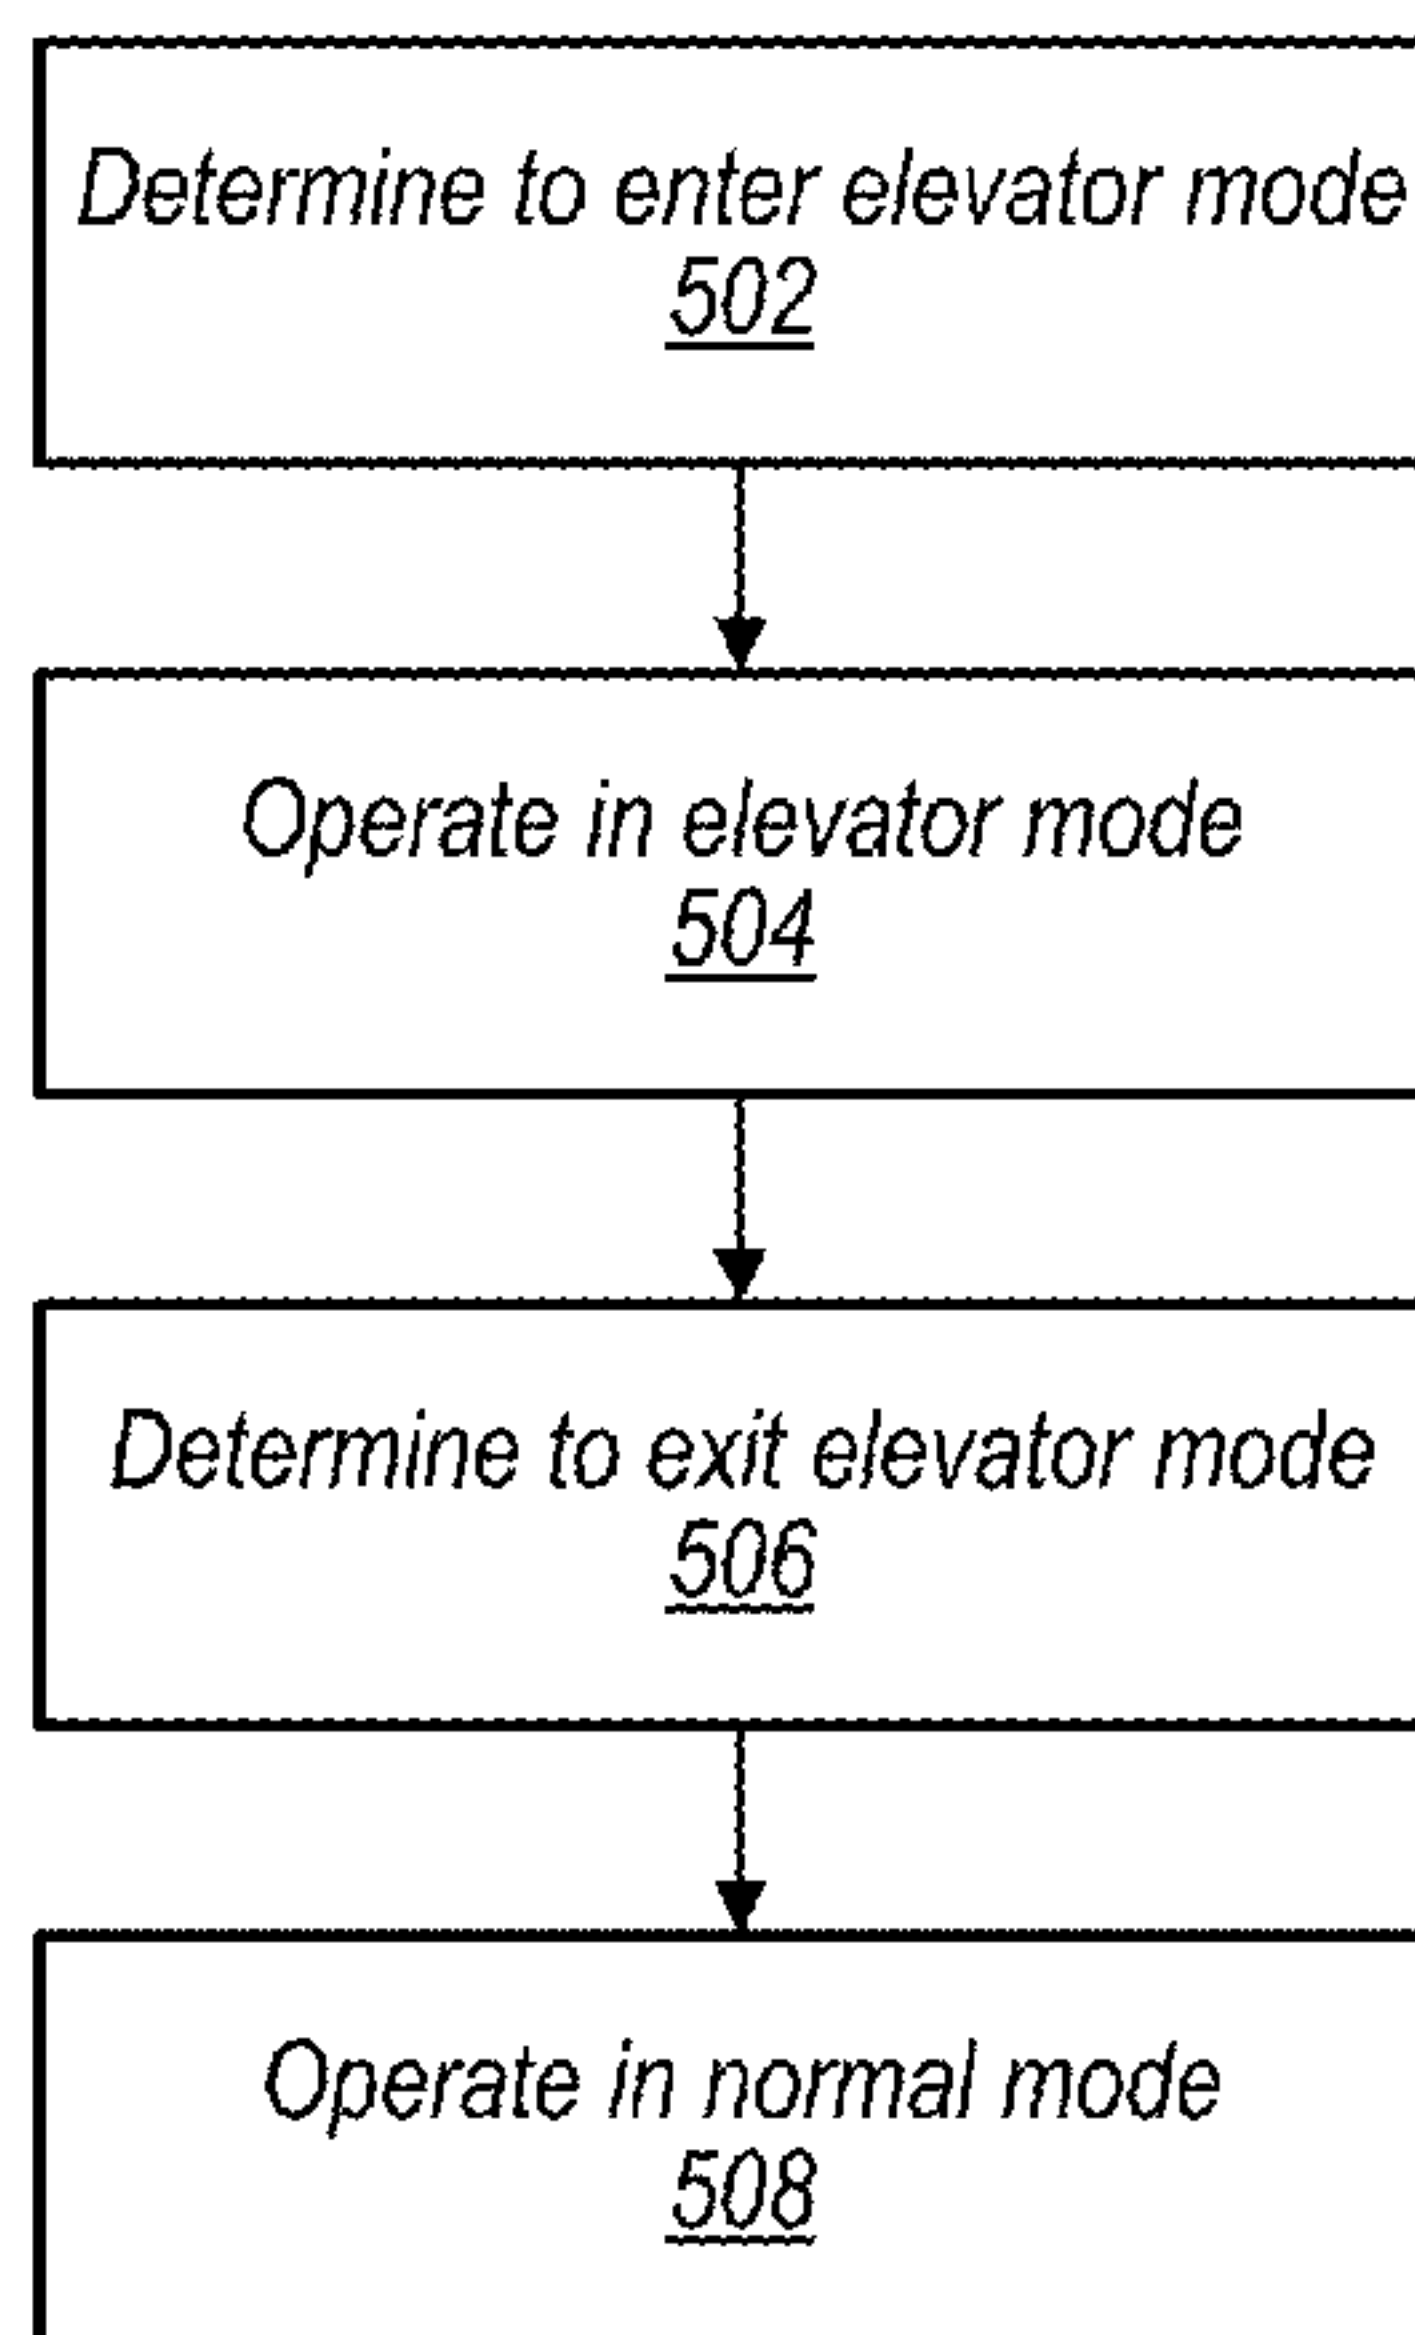 Determine to enter elevator mode
502
Operate in elevator mode
504
Determine to exit elevator mode
506
Operate in normal mode
508